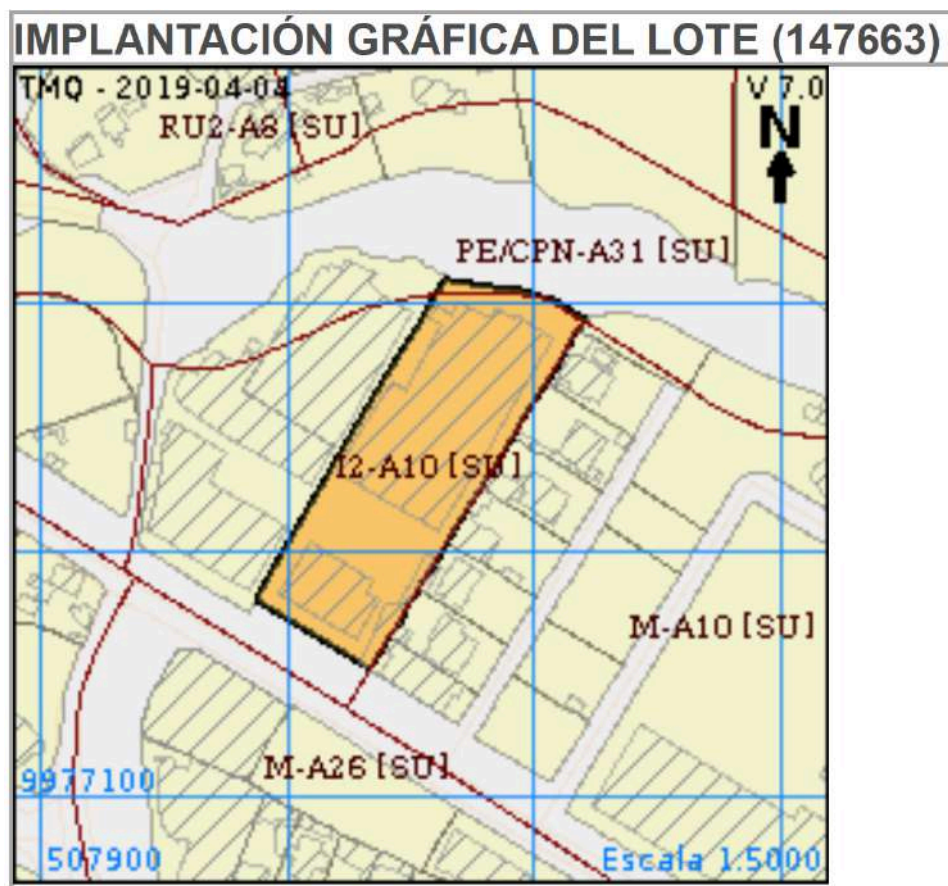 IMPLANTACIÓN GRÁFICA DEL LOTE (147663)
TMQ - 2019-04-04
V 7.0
RU2-A8 [SU]
N
PE/CPN-A31 [SU]
I2-A10 [SU]
M-A10 [SU]
M-A26 [SU]
9977100
507900
Escala 1:5000